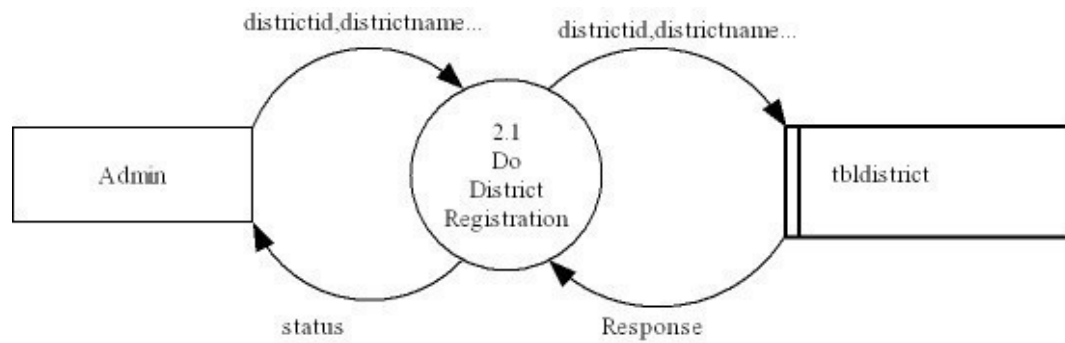 districtid,districtname...
districtid,districtname...
Admin
2.1
Do
District
Registration
tbldistrict
status
Response